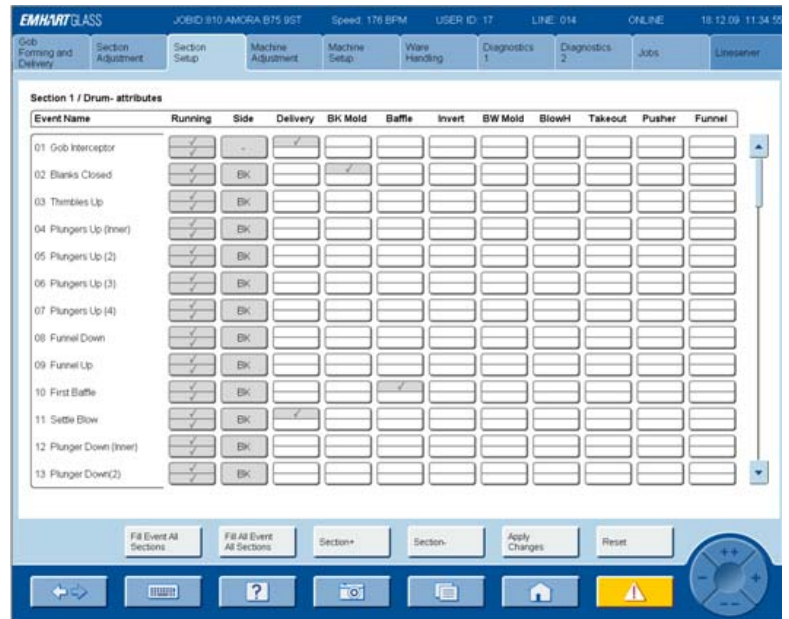 EMHARTGLASS JOBID:810 AMORA B75 9ST Speed: 176 BPM USER ID: 17 LINE: 014 ONLINE 18.12.09 11:34:55
Gob Forming and Delivery
Section Adjustment
Section Setup
Machine Adjustment
Machine Setup
Ware Handling
Diagnostics 1
Diagnostics 2
Jobs
Lineserver
Section 1 / Drum- attributes
Event Name Running Side Delivery BK Mold Baffle Invert BW Mold BlowH Takeout Pusher Funnel
01 Gob Interceptor -
02 Blanks Closed BK
03 Thimbles Up BK
04 Plungers Up (Inner) BK
05 Plungers Up (2) BK
06 Plungers Up (3) BK
07 Plungers Up (4) BK
08 Funnel Down BK
09 Funnel Up BK
10 First Baffle BK
11 Settle Blow BK
12 Plunger Down (Inner) BK
13 Plunger Down(2) BK
Fill Event All Sections
Fill All Event All Sections
Section+
Section-
Apply Changes
Reset
?
++
- +
--